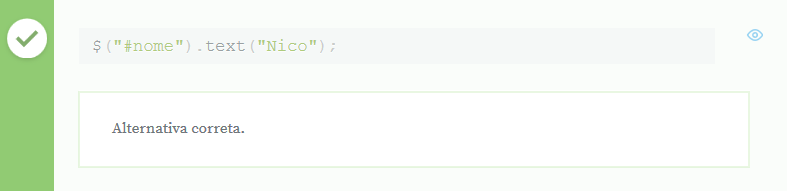 $("#nome").text("Nico");
Alternativa correta.